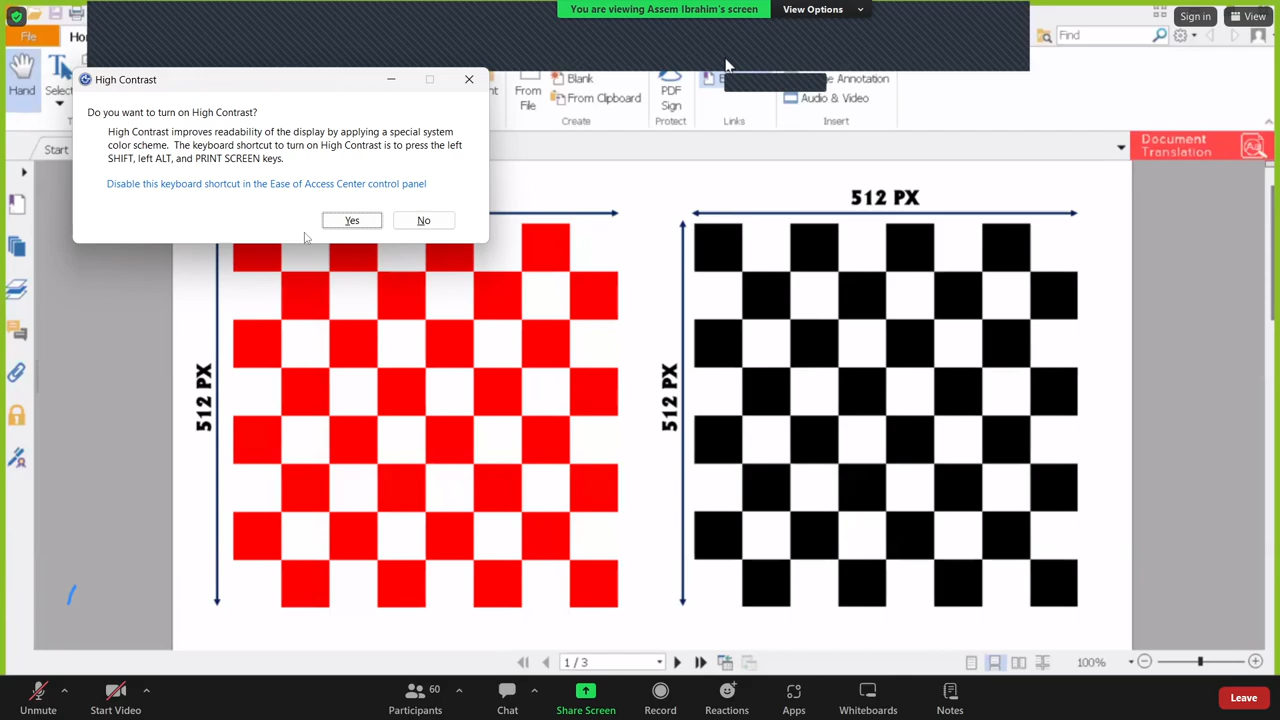 You are viewing Assem Ibrahim's screen
View Options
Sign in
View
File
Find
Hand
Select
From
File
Blank
From Clipboard
Create
PDF
Sign
Protect
Links
Annotation
Audio & Video
Insert
High Contrast
Do you want to turn on High Contrast?
High Contrast improves readability of the display by applying a special system
color scheme. The keyboard shortcut to turn on High Contrast is to press the left
SHIFT, left ALT, and PRINT SCREEN keys.
Disable this keyboard shortcut in the Ease of Access Center control panel
Yes
No
Start
Document
Translation
512 PX
512 PX
512 PX
1 / 3
100%
Unmute
Start Video
Participants
60
Chat
Share Screen
Record
Reactions
Apps
Whiteboards
Notes
Leave